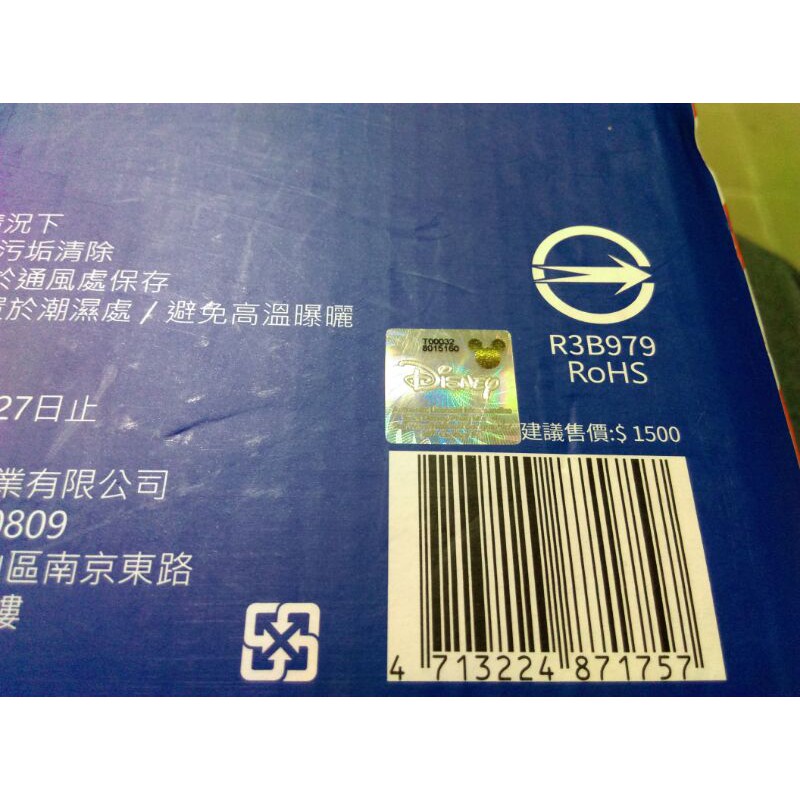 情況下
污垢清除
於通風處保存
置於潮濕處 / 避免高溫曝曬
27日止
業有限公司
0809
山區南京東路
樓
R3B979
RoHS
T00032
8015160
Disney
建議售價:$ 1500
4 713224 871757